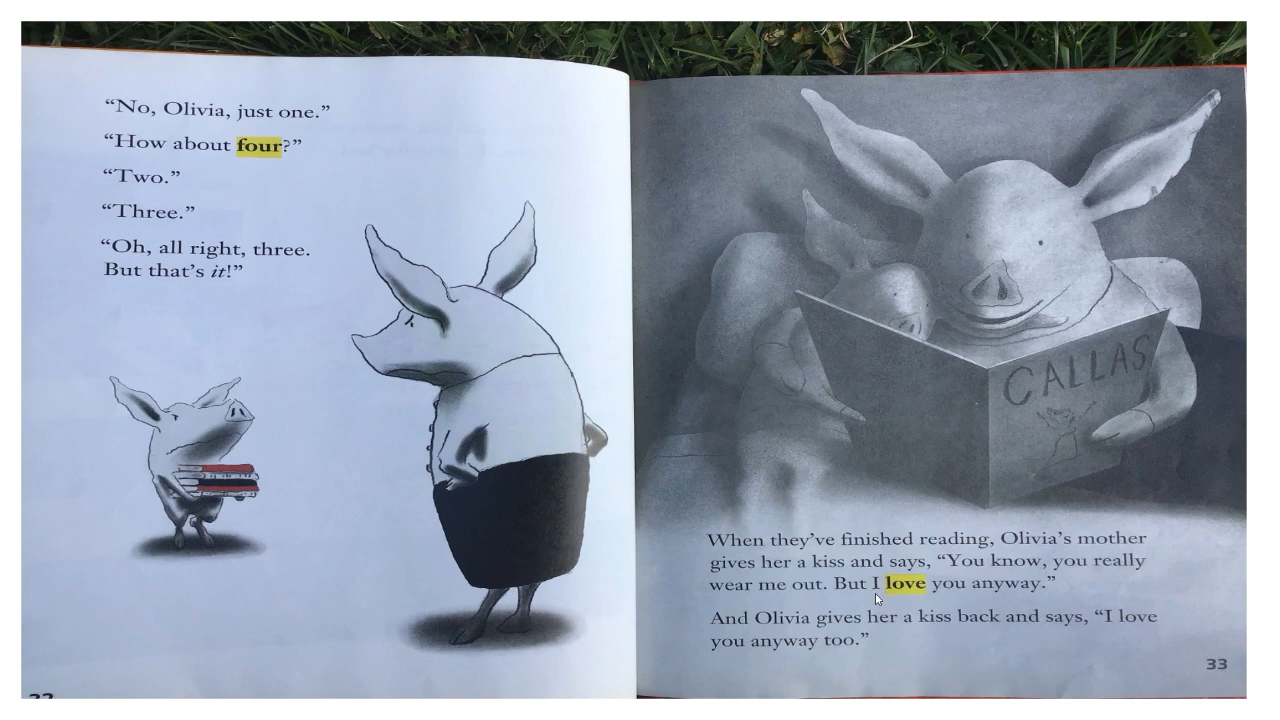 “No, Olivia, just one.”
“How about four?”
“Two.”
“Three.”
“Oh, all right, three.
But that’s it!”
CALLAS
When they’ve finished reading, Olivia’s mother
gives her a kiss and says, “You know, you really
wear me out. But I love you anyway.”
And Olivia gives her a kiss back and says, “I love
you anyway too.”
33